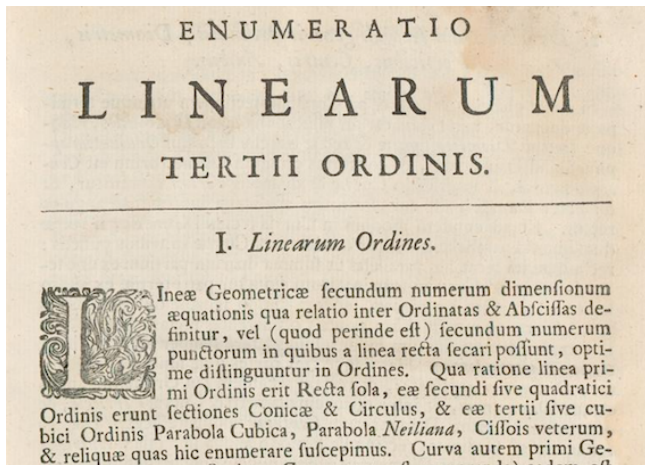 ENUMERATIO
LINEARUM
TERTII ORDINIS.
I. Linearum Ordines.
LIneæ Geometricæ ſecundum numerum dimenſionum
æquationis qua relatio inter Ordinatas & Abſciſſas de-
finitur, vel (quod perinde eſt) ſecundum numerum
punctorum in quibus a linea recta ſecari poſſunt, opti-
me diſtinguuntur in Ordines. Qua ratione linea pri-
mi Ordinis erit Recta ſola, eæ ſecundi ſive quadratici
Ordinis erunt ſectiones Conicæ & Circulus, & eæ tertii ſive cu-
bici Ordinis Parabola Cubica, Parabola Neiliana, Ciſſois veterum,
& reliquæ quas hic enumerare ſuſcepimus. Curva autem primi Ge-